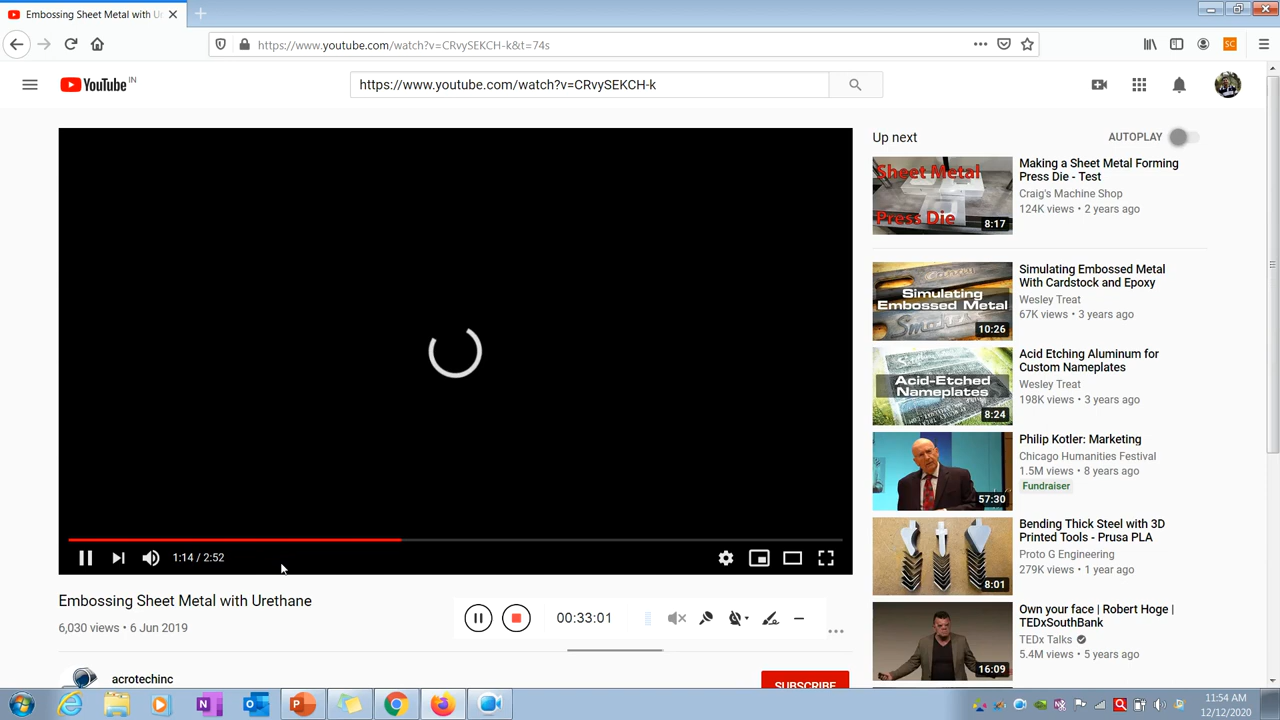 Embossing Sheet Metal with U
https://www.youtube.com/watch?v=CRvySEKCH-k&t=74s
SC
YouTube IN
https://www.youtube.com/watch?v=CRvySEKCH-k
Up next
AUTOPLAY
Sheet Metal
Press Die
8:17
Making a Sheet Metal Forming
Press Die - Test
Craig's Machine Shop
124K views • 2 years ago
Simulating
Embossed Metal
10:26
Simulating Embossed Metal
With Cardstock and Epoxy
Wesley Treat
67K views • 3 years ago
Acid-Etched
Nameplates
8:24
Acid Etching Aluminum for
Custom Nameplates
Wesley Treat
198K views • 3 years ago
57:30
Philip Kotler: Marketing
Chicago Humanities Festival
1.5M views • 8 years ago
Fundraiser
8:01
Bending Thick Steel with 3D
Printed Tools - Prusa PLA
Proto G Engineering
279K views • 1 year ago
16:09
Own your face | Robert Hoge |
TEDxSouthBank
TEDx Talks
5.4M views • 5 years ago
1:14 / 2:52
Embossing Sheet Metal with Urethane
6,030 views • 6 Jun 2019
00:33:01
acrotechinc
SUBSCRIBE
11:54 AM
12/12/2020